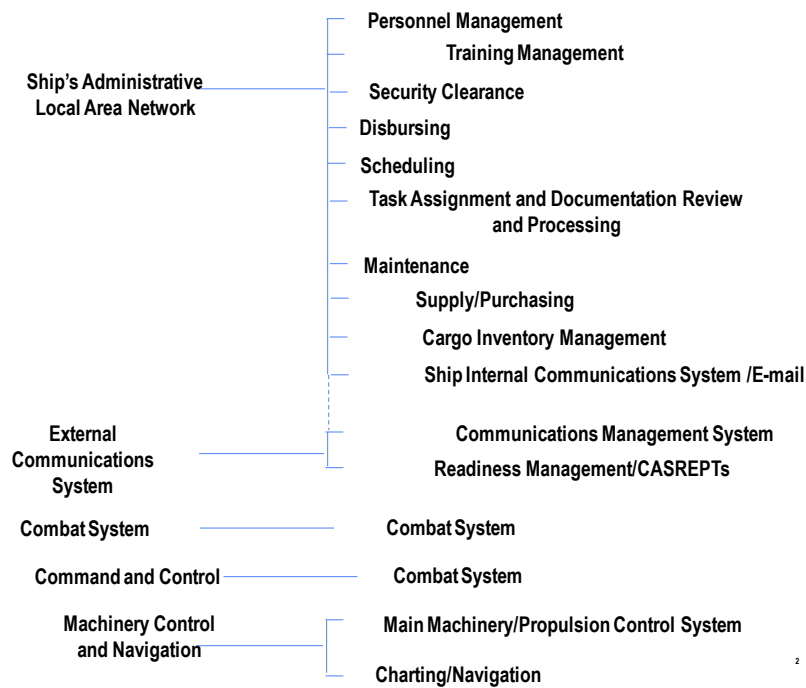 Personnel Management
Training Management
Ship's Administrative
Local Area Network
Security Clearance
Disbursing
Scheduling
Task Assignment and Documentation Review
and Processing
Maintenance
Supply/Purchasing
Cargo Inventory Management
Ship Internal Communications System /E-mail
External
Communications
System
Communications Management System
Readiness Management/CASREPTs
Combat System
Combat System
Command and Control
Combat System
Machinery Control
and Navigation
Main Machinery/Propulsion Control System
Charting/Navigation
2